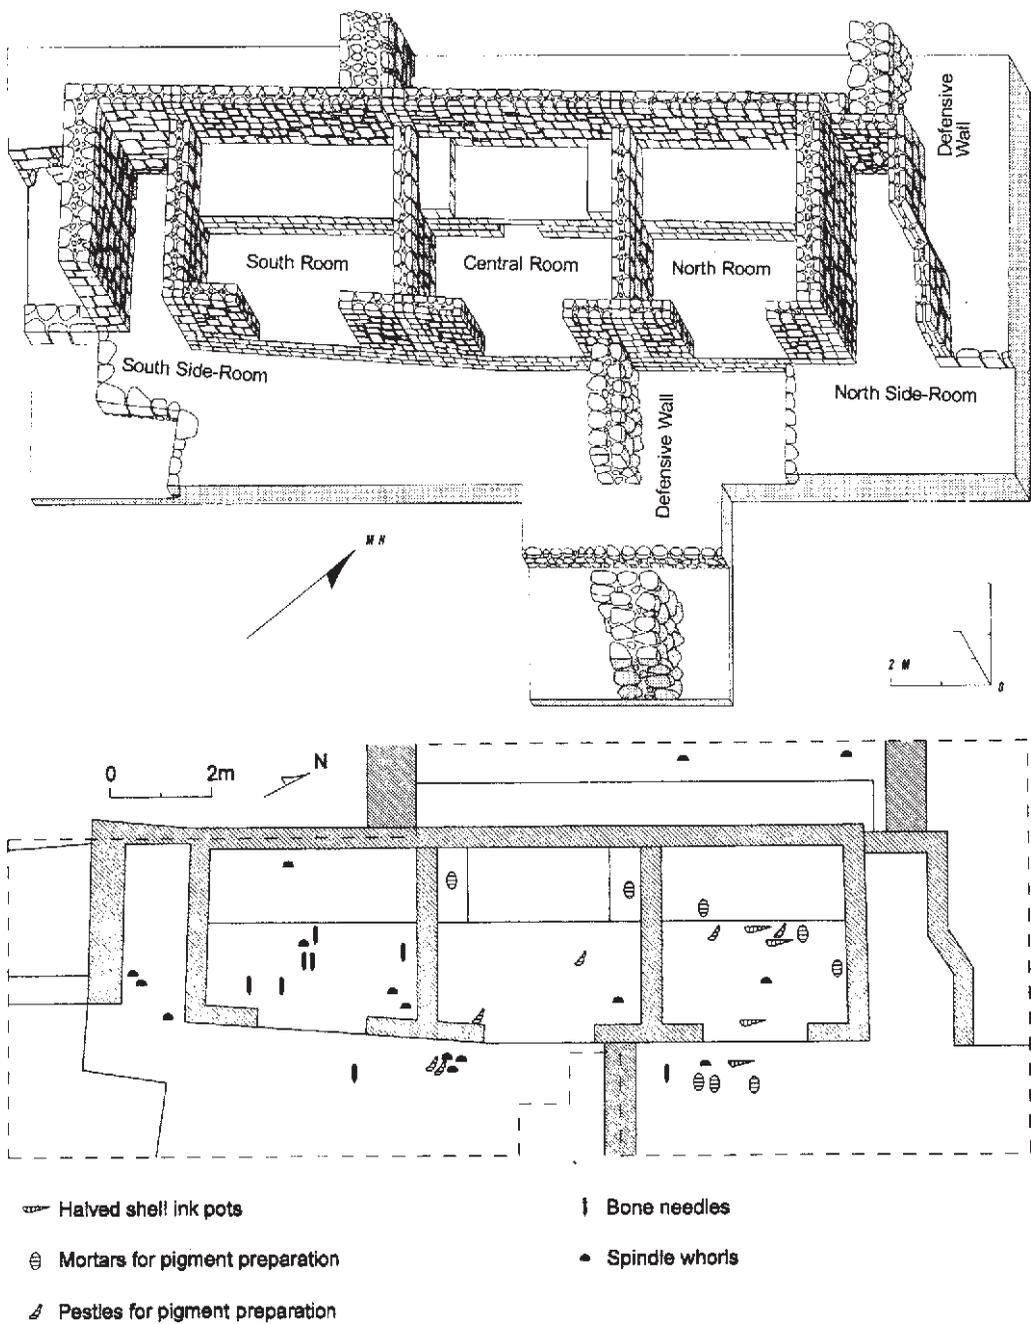 Defensive
Wall
South Room
Central Room
North Room
South Side-Room
North Side-Room
Defensive Wall
M N
2 M
0
0
2m
N
Halved shell ink pots
Bone needles
Mortars for pigment preparation
Spindle whorls
Pestles for pigment preparation